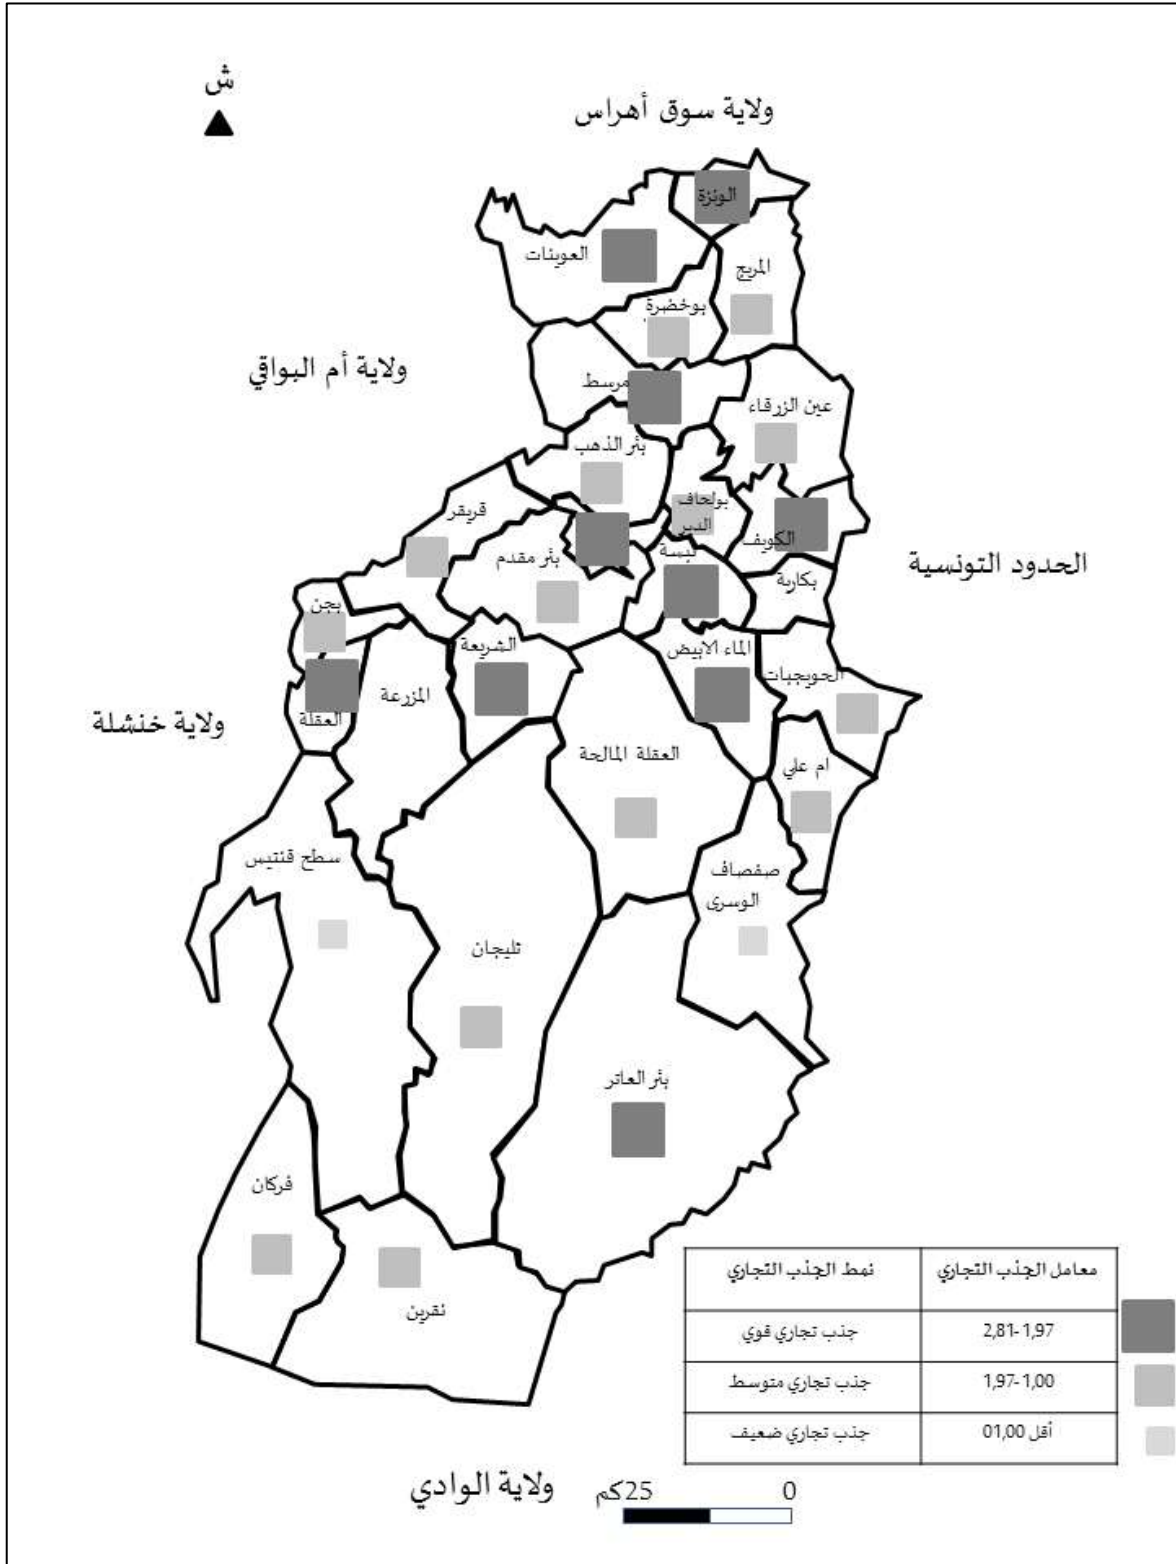 ش
ولاية سوق أهراس
الونزة
العوينات
المريج
بوخضرة
ولاية أم البواقي
مرسط
عين الزرقاء
بئر الذهب
بولحاف
الدير
قريقر
الكويف
تبسة
بئر مقدم
الحدود التونسية
بكارية
بجن
الشريعة
الماء الابيض
الحويجبات
المزرعة
العقلة
ولاية خنشلة
العقلة المالحة
ام علي
سطح قنتيس
صفصاف
الوسرى
ثليجان
بئر العاتر
فركان
نقرين
معامل الجذب التجاري نمط الجذب التجاري
2,81-1,97 جذب تجاري قوي
1,97-1,00 جذب تجاري متوسط
أقل 01,00 جذب تجاري ضعيف
ولاية الوادي
0 25كم